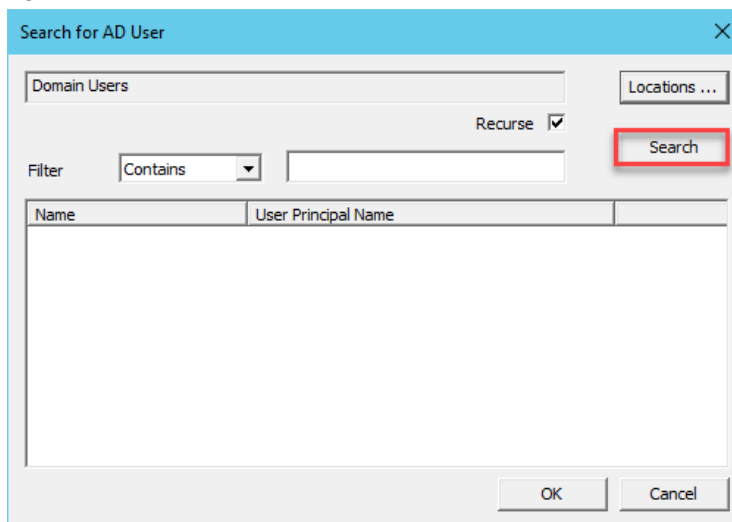 Search for AD User
Domain Users
Locations ...
Recurse
Search
Filter
Contains
Name
User Principal Name
OK
Cancel